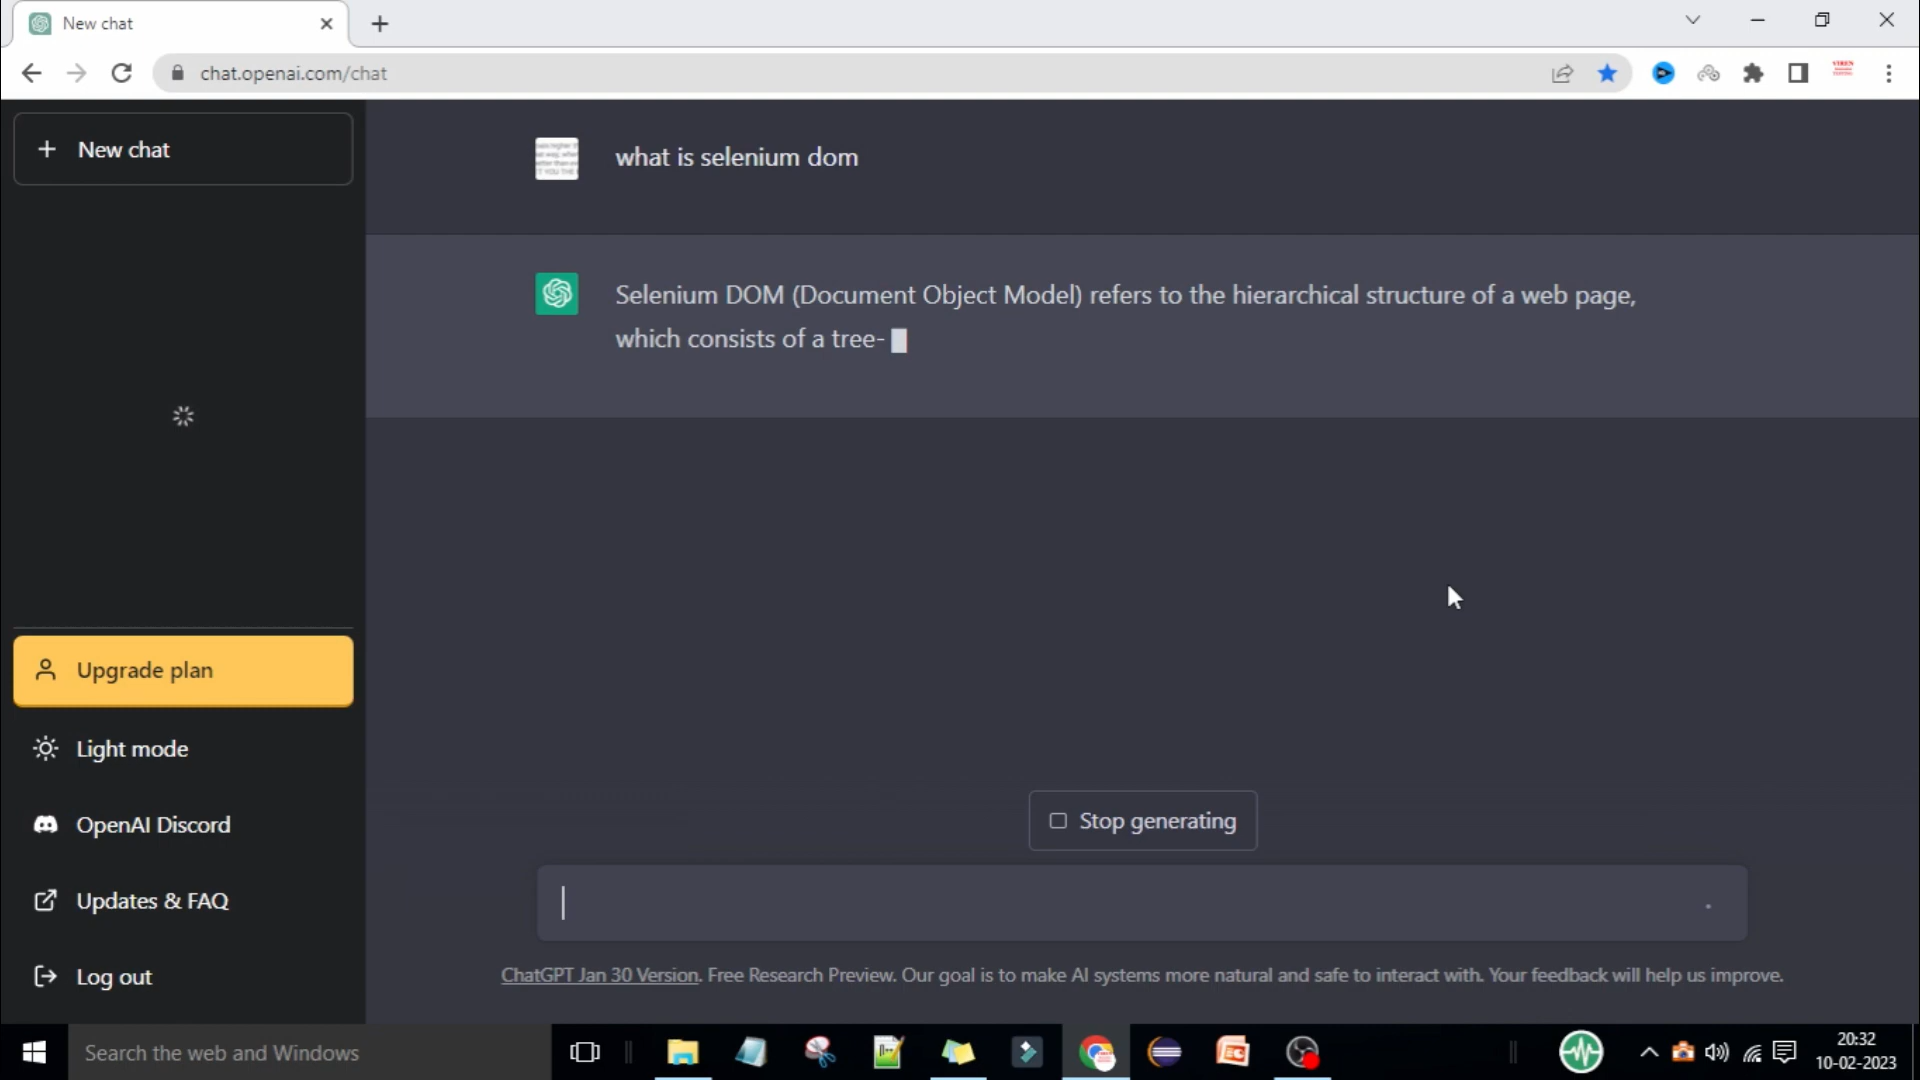 New chat
chat.openai.com/chat
New chat
what is selenium dom
Selenium DOM (Document Object Model) refers to the hierarchical structure of a web page,
which consists of a tree-
Upgrade plan
Light mode
OpenAI Discord
Updates & FAQ
Log out
Stop generating
ChatGPT Jan 30 Version. Free Research Preview. Our goal is to make AI systems more natural and safe to interact with. Your feedback will help us improve.
Search the web and Windows
20:32
10-02-2023